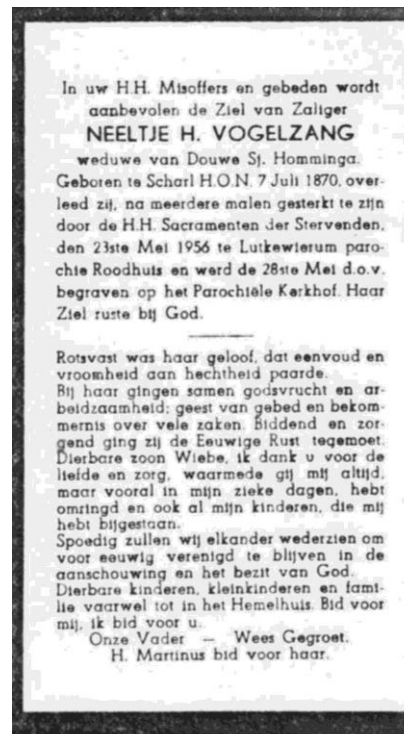 In uw H.H. Misoffers en gebeden wordt
aanbevolen de Ziel van Zaliger
NEELTJE H. VOGELZANG
weduwe van Douwe Sj. Homminga.
Geboren te Scharl H.O.N. 7 Juli 1870, over-
leed zij, na meerdere malen gesterkt te zijn
door de H.H. Sacramenten der Stervenden,
den 23ste Mei 1956 te Lutkewierum paro-
chie Roodhuis en werd de 28ste Mei d.o.v.
begraven op het Parochiële Kerkhof. Haar
Ziel ruste bij God.
Rotsvast was haar geloof, dat eenvoud en
vroomheid aan hechtheid paarde.
Bij haar gingen samen godsvrucht en ar-
beidzaamheid; geest van gebed en bekom-
mernis over vele zaken. Biddend en zor-
gend ging zij de Eeuwige Rust tegemoet.
Dierbare zoon Wiebe, ik dank u voor de
liefde en zorg, waarmede gij mij altijd,
maar vooral in mijn zieke dagen, hebt
omringd en ook al mijn kinderen, die mij
hebt bijgestaan.
Spoedig zullen wij elkander wederzien om
voor eeuwig verenigd te blijven in de
aanschouwing en het bezit van God.
Dierbare kinderen, kleinkinderen en fami-
lie vaarwel tot in het Hemelhuis. Bid voor
mij, ik bid voor u.
Onze Vader — Wees Gegroet.
H. Martinus bid voor haar.